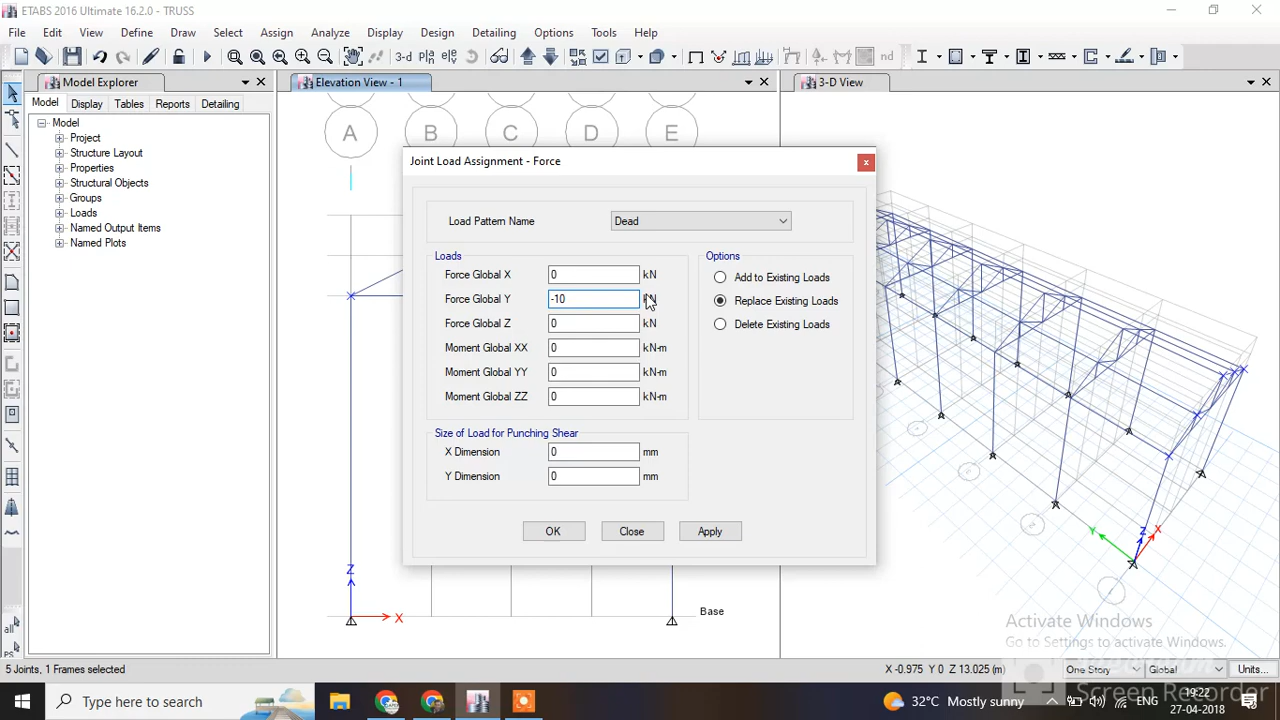 ETABS 2016 Ultimate 16.2.0 - TRUSS
File Edit View Define Draw Select Assign Analyze Display Design Detailing Options Tools Help
3-d
nd
Model Explorer
Elevation View - 1
3-D View
Model Display Tables Reports Detailing
Model
Project
Structure Layout
Properties
Structural Objects
Groups
Loads
Named Output Items
Named Plots
A B C D E
Joint Load Assignment - Force
Load Pattern Name Dead
Loads
Force Global X 0 kN
Force Global Y -10 kN
Force Global Z 0 kN
Moment Global XX 0 kN-m
Moment Global YY 0 kN-m
Moment Global ZZ 0 kN-m
Options
Add to Existing Loads
Replace Existing Loads
Delete Existing Loads
Size of Load for Punching Shear
X Dimension 0 mm
Y Dimension 0 mm
OK Close Apply
Z
X
Base
Y
Z
X
all
Activate Windows
Go to Settings to activate Windows.
5 Joints, 1 Frames selected
X -0.975 Y 0 Z 13.025 (m)
One Story
Global
Units...
Screen Recorder
Type here to search
32°C Mostly sunny
19:22
27-04-2018